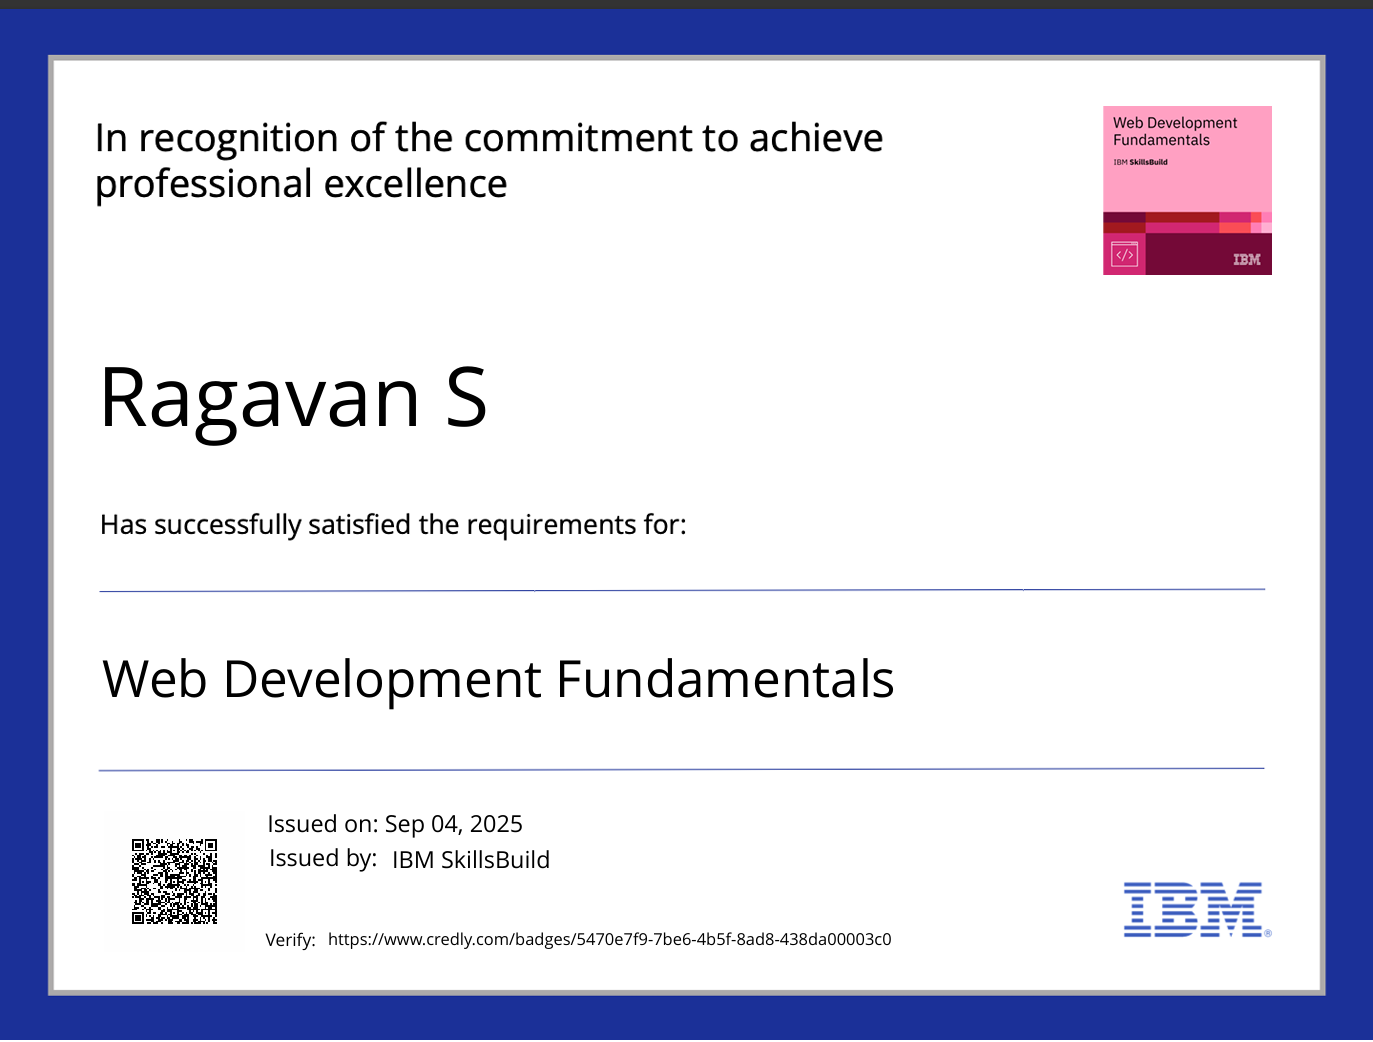 In recognition of the commitment to achieve
professional excellence
Web Development
Fundamentals
IBM SkillsBuild
</>
IBM
Ragavan S
Has successfully satisfied the requirements for:
Web Development Fundamentals
Issued on: Sep 04, 2025
Issued by: IBM SkillsBuild
Verify: https://www.credly.com/badges/5470e7f9-7be6-4b5f-8ad8-438da00003c0
IBM®